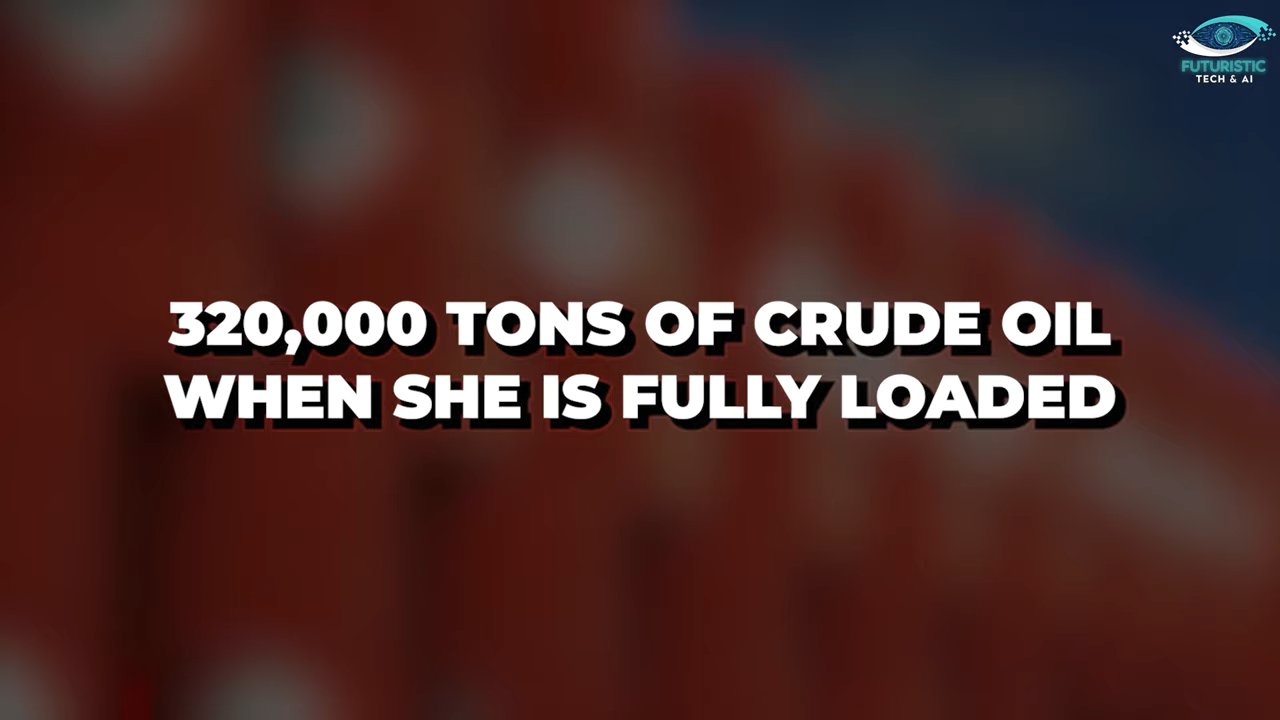 FUTURISTIC
TECH & AI
320,000 TONS OF CRUDE OIL
WHEN SHE IS FULLY LOADED